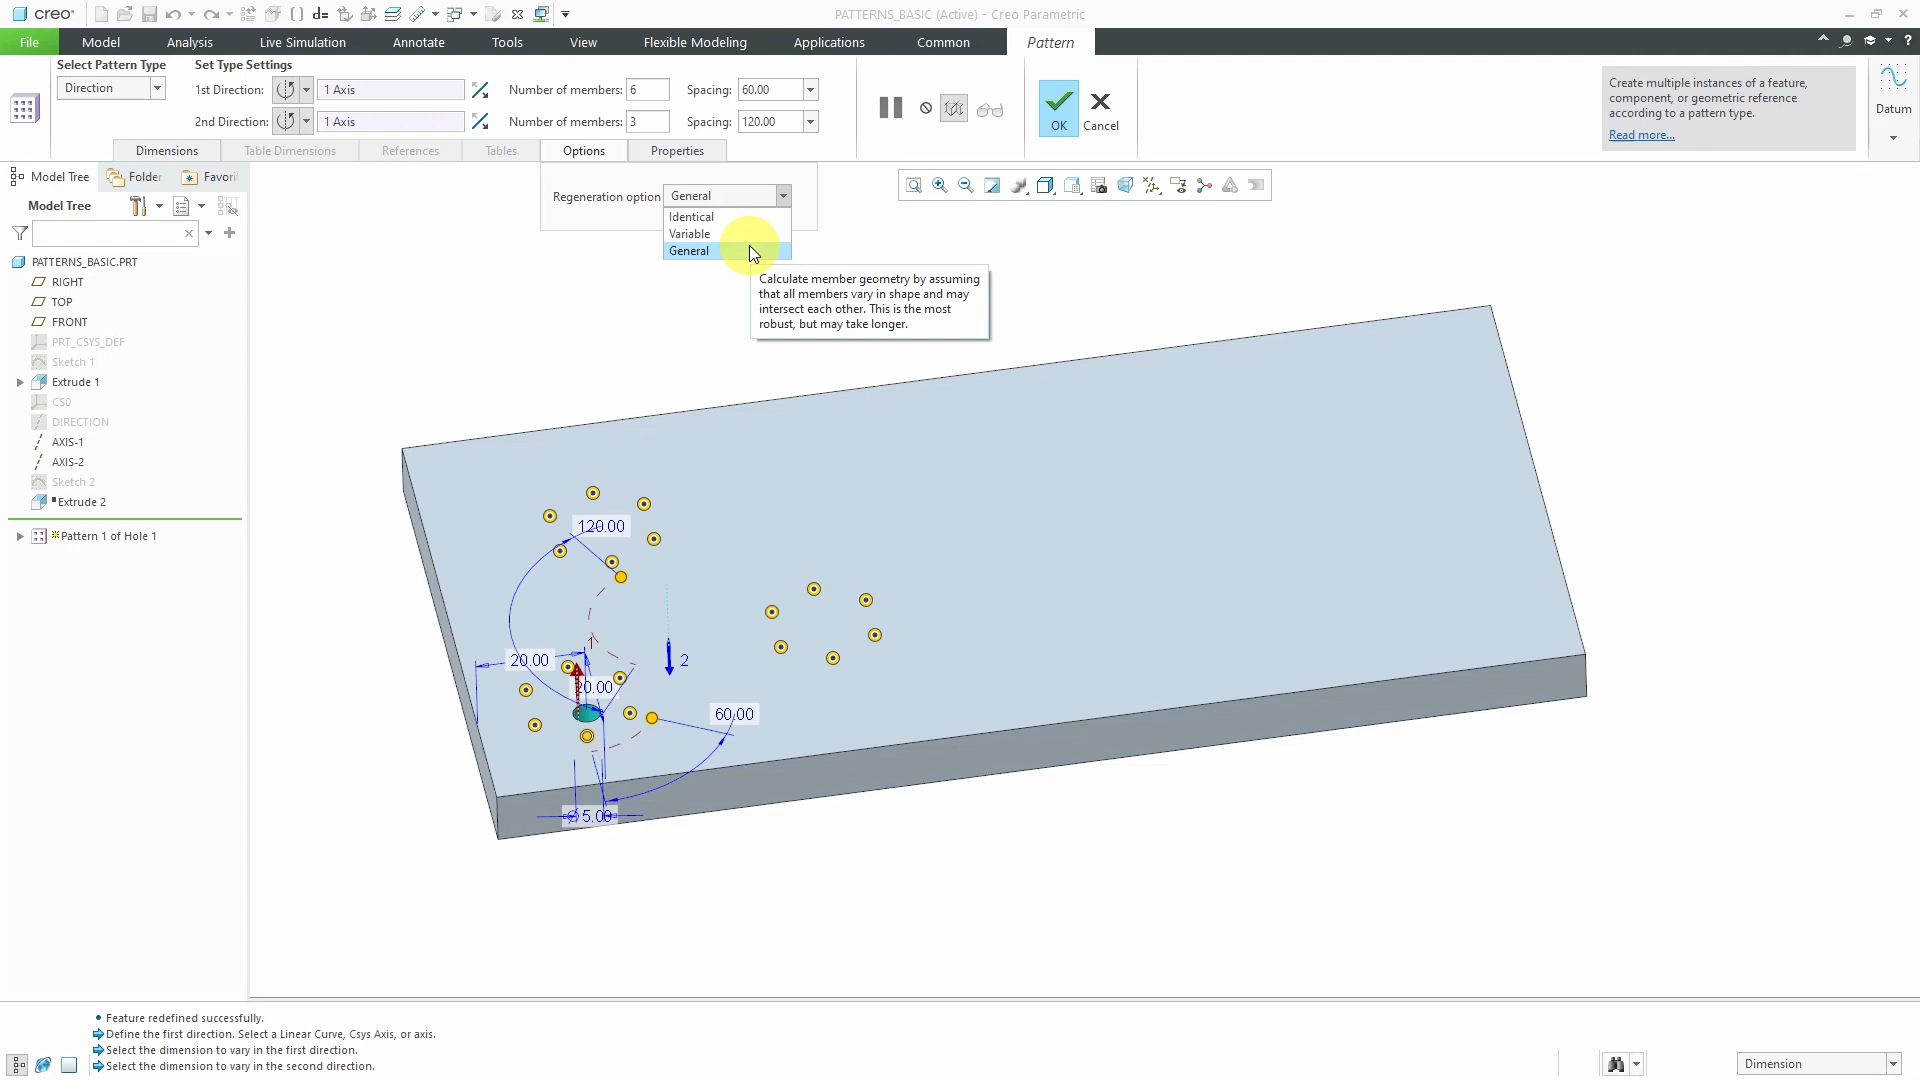 creo
PATTERNS_BASIC (Active) - Creo Parametric
File
Model
Analysis
Live Simulation
Annotate
Tools
View
Flexible Modeling
Applications
Common
Pattern
Select Pattern Type
Set Type Settings
Direction
1st Direction:
1 Axis
Number of members:
6
Spacing:
60.00
2nd Direction:
1 Axis
Number of members:
3
Spacing:
120.00
OK
Cancel
Create multiple instances of a feature,
component, or geometric reference
according to a pattern type.
Read more...
Datum
Dimensions
Table Dimensions
References
Tables
Options
Properties
Model Tree
Folder
Favori
Regeneration option
General
Identical
Variable
General
Calculate member geometry by assuming
that all members vary in shape and may
intersect each other. This is the most
robust, but may take longer.
Model Tree
PATTERNS_BASIC.PRT
RIGHT
TOP
FRONT
PRT_CSYS_DEF
Sketch 1
Extrude 1
CS0
DIRECTION
AXIS-1
AXIS-2
Sketch 2
Extrude 2
Pattern 1 of Hole 1
120.00
1
20.00
2
20.00
60.00
⌀5.00
Feature redefined successfully.
Define the first direction. Select a Linear Curve, Csys Axis, or axis.
Select the dimension to vary in the first direction.
Select the dimension to vary in the second direction.
Dimension